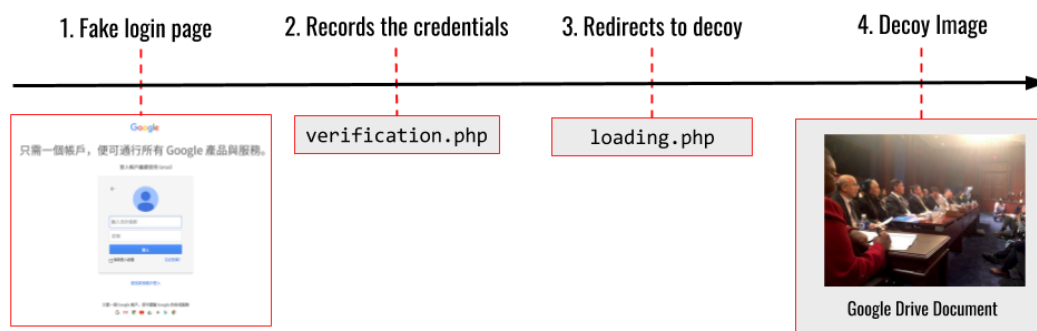 1. Fake login page
2. Records the credentials
3. Redirects to decoy
4. Decoy Image
Google
只需一個帳戶，便可通行所有 Google 產品與服務。
verification.php
loading.php
登入
Google Drive Document